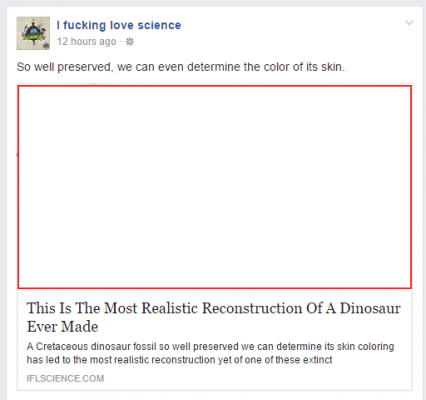 I fucking love science
12 hours ago ·
So well preserved, we can even determine the color of its skin.
This Is The Most Realistic Reconstruction Of A Dinosaur
Ever Made
A Cretaceous dinosaur fossil so well preserved we can determine its skin coloring
has led to the most realistic reconstruction yet of one of these extinct
IFLSCIENCE.COM